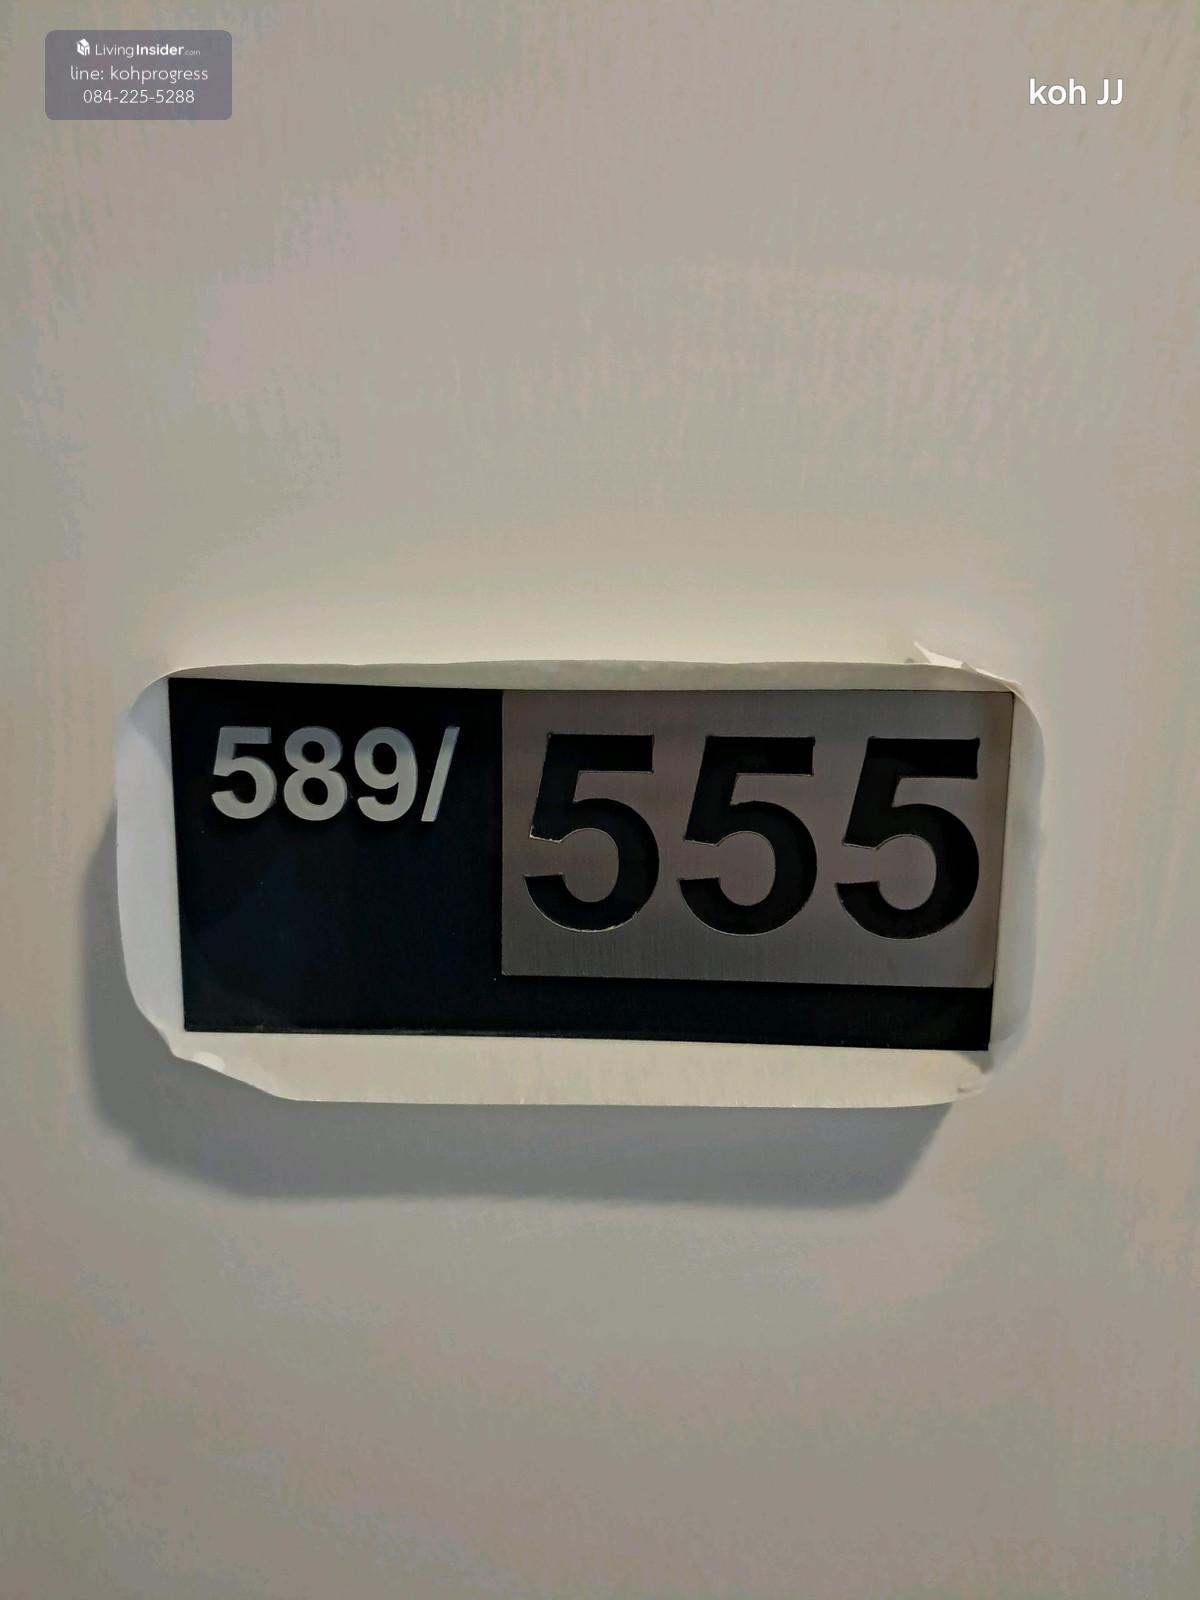 LivingInsider.com
line: kohprogress
084-225-5288
koh JJ
589/ 555